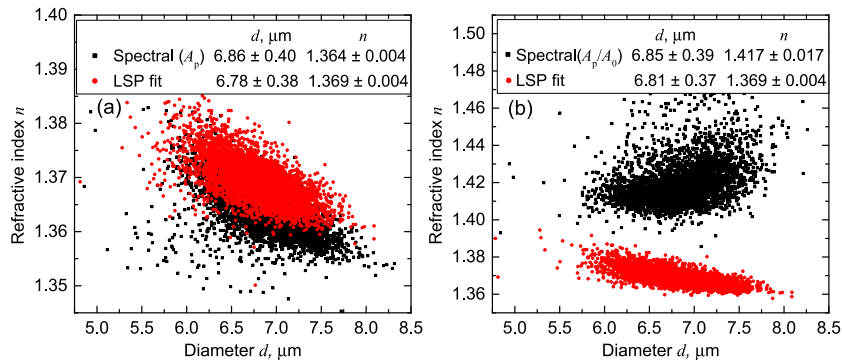 1.40
d, μm n
Spectral (Ap) 6.86 ± 0.40 1.364 ± 0.004
LSP fit 6.78 ± 0.38 1.369 ± 0.004
1.39
(a)
1.38
1.37
1.36
1.35
Refractive index n
5.0 5.5 6.0 6.5 7.0 7.5 8.0 8.5
Diameter d, μm
1.50
d, μm n
Spectral(Ap/A0) 6.85 ± 0.39 1.417 ± 0.017
LSP fit 6.81 ± 0.37 1.369 ± 0.004
1.48
(b)
1.46
1.44
1.42
1.40
1.38
1.36
Refractive index n
5.0 5.5 6.0 6.5 7.0 7.5 8.0 8.5
Diameter d, μm